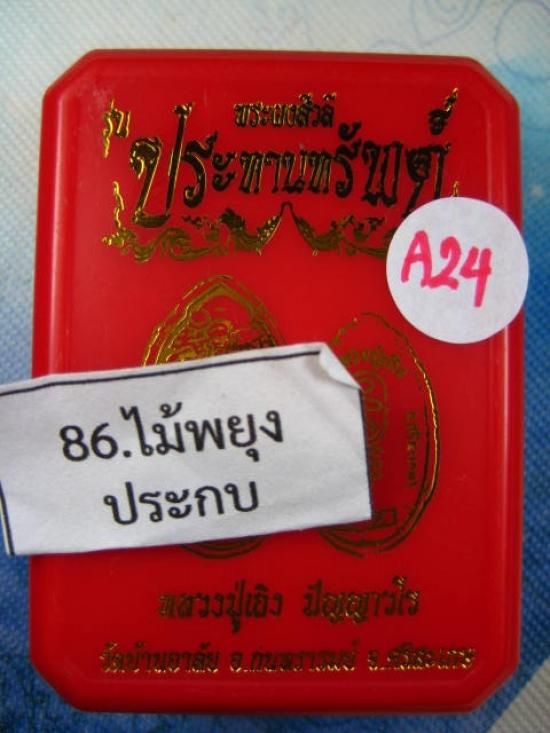 พระผงสิวลี
รุ่น ประทานทรัพย์
A24
86.ไม้พยุง
ประกบ
หลวงปู่เฮิง ปัญญาวโร
วัดบ้านอาลัย อ.กันทรารมย์ จ.ศรีสะเกษ